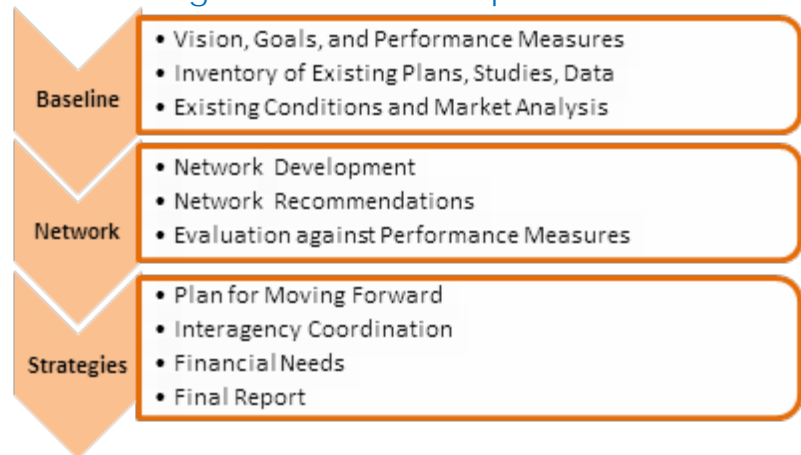 Baseline
• Vision, Goals, and Performance Measures
• Inventory of Existing Plans, Studies, Data
• Existing Conditions and Market Analysis
Network
• Network Development
• Network Recommendations
• Evaluation against Performance Measures
Strategies
• Plan for Moving Forward
• Interagency Coordination
• Financial Needs
• Final Report